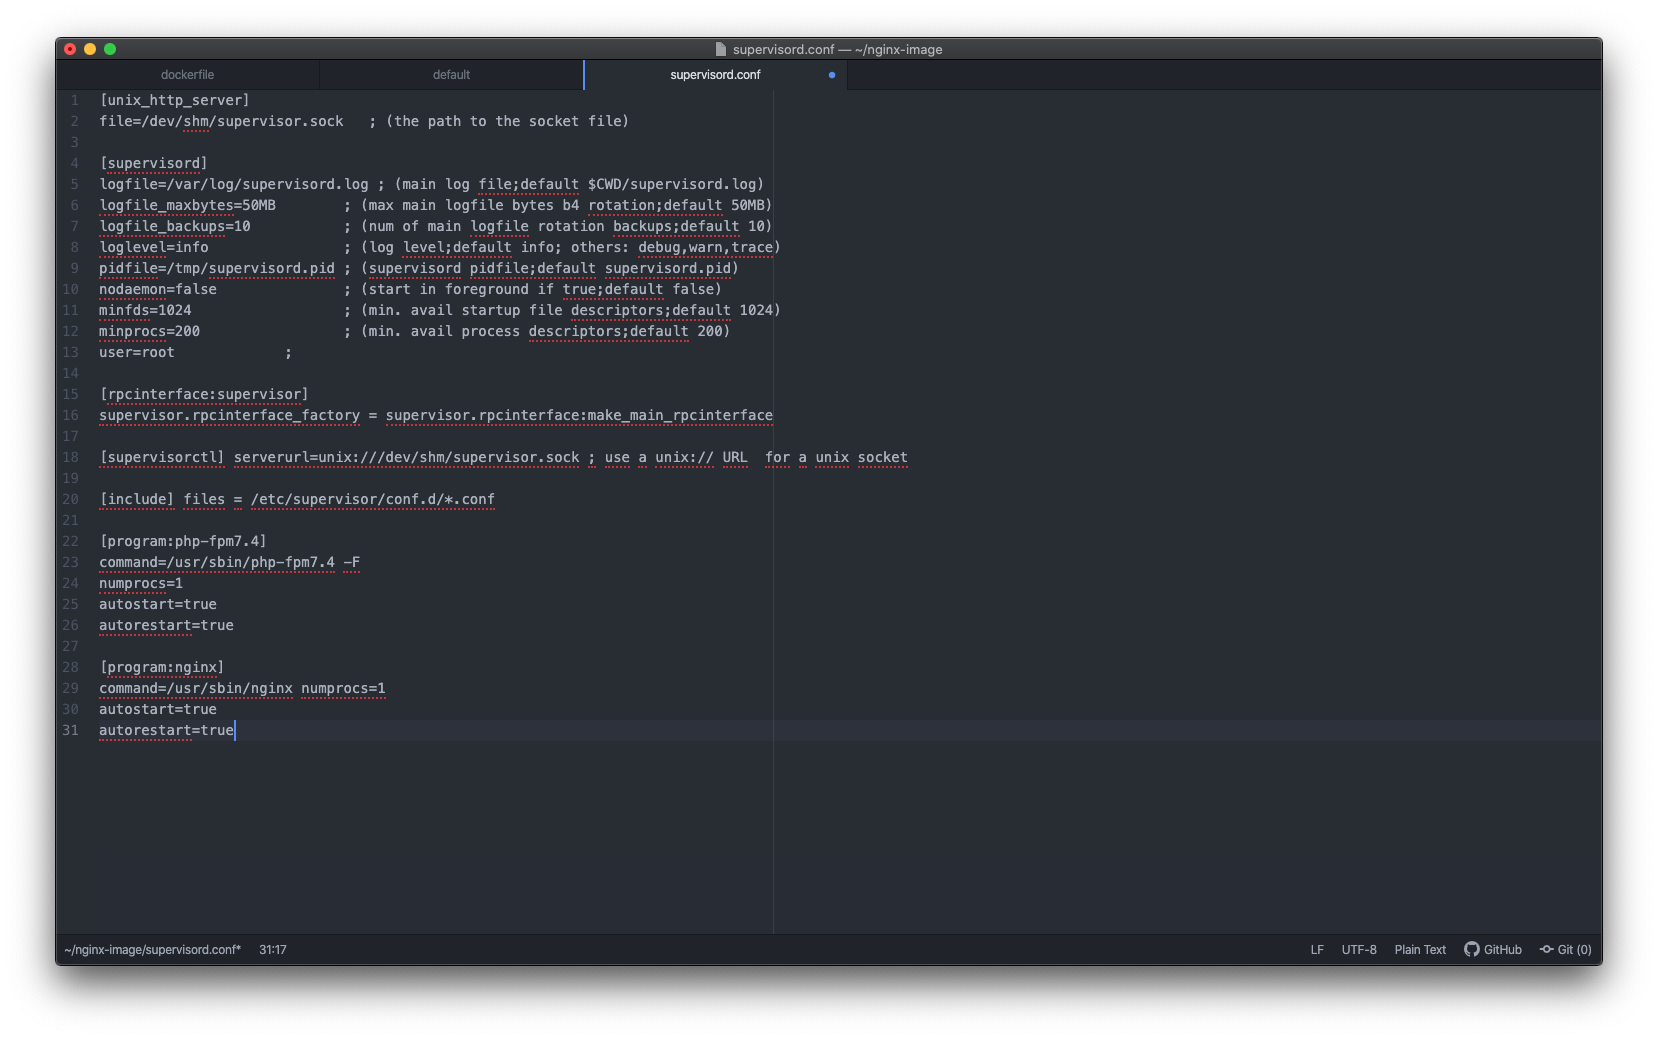 supervisord.conf — ~/nginx-image
dockerfile default supervisord.conf
1 [unix_http_server]
2 file=/dev/shm/supervisor.sock ; (the path to the socket file)
3
4 [supervisord]
5 logfile=/var/log/supervisord.log ; (main log file;default $CWD/supervisord.log)
6 logfile_maxbytes=50MB ; (max main logfile bytes b4 rotation;default 50MB)
7 logfile_backups=10 ; (num of main logfile rotation backups;default 10)
8 loglevel=info ; (log level;default info; others: debug,warn,trace)
9 pidfile=/tmp/supervisord.pid ; (supervisord pidfile;default supervisord.pid)
10 nodaemon=false ; (start in foreground if true;default false)
11 minfds=1024 ; (min. avail startup file descriptors;default 1024)
12 minprocs=200 ; (min. avail process descriptors;default 200)
13 user=root ;
14
15 [rpcinterface:supervisor]
16 supervisor.rpcinterface_factory = supervisor.rpcinterface:make_main_rpcinterface
17
18 [supervisorctl] serverurl=unix:///dev/shm/supervisor.sock ; use a unix:// URL  for a unix socket
19
20 [include] files = /etc/supervisor/conf.d/*.conf
21
22 [program:php-fpm7.4]
23 command=/usr/sbin/php-fpm7.4 -F
24 numprocs=1
25 autostart=true
26 autorestart=true
27
28 [program:nginx]
29 command=/usr/sbin/nginx numprocs=1
30 autostart=true
31 autorestart=true
~/nginx-image/supervisord.conf* 31:17 LF UTF-8 Plain Text GitHub Git (0)